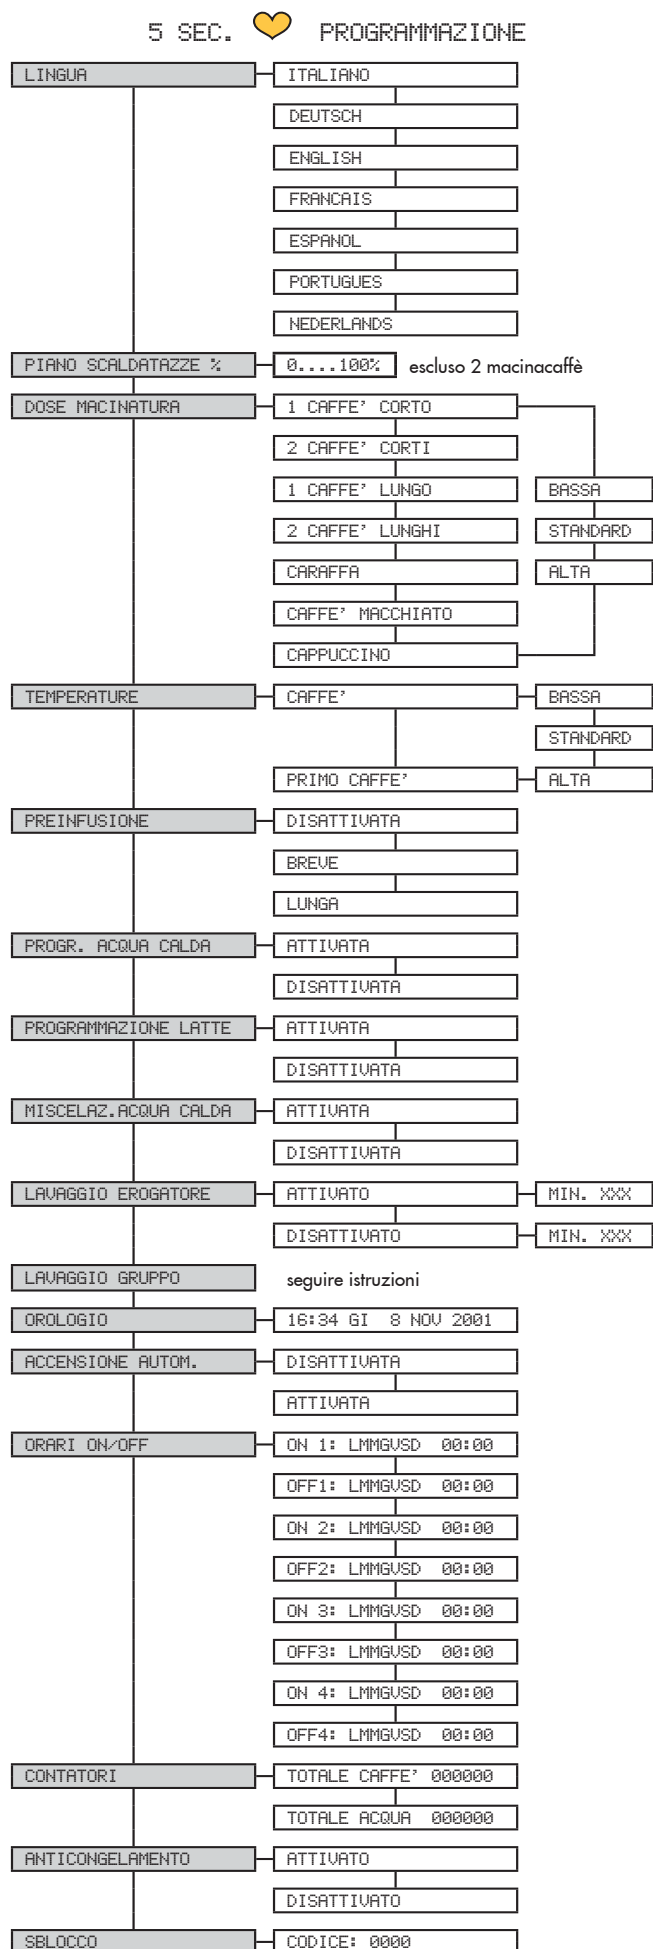 5 SEC. PROGRAMMAZIONE
LINGUA ITALIANO
DEUTSCH
ENGLISH
FRANCAIS
ESPANOL
PORTUGUES
NEDERLANDS
PIANO SCALDATAZZE % 0....100% escluso 2 macinacaffè
DOSE MACINATURA 1 CAFFE' CORTO
2 CAFFE' CORTI
1 CAFFE' LUNGO BASSA
2 CAFFE' LUNGHI STANDARD
CARAFFA ALTA
CAFFE' MACCHIATO
CAPPUCCINO
TEMPERATURE CAFFE' BASSA
STANDARD
PRIMO CAFFE' ALTA
PREINFUSIONE DISATTIVATA
BREVE
LUNGA
PROGR. ACQUA CALDA ATTIVATA
DISATTIVATA
PROGRAMMAZIONE LATTE ATTIVATA
DISATTIVATA
MISCELAZ.ACQUA CALDA ATTIVATA
DISATTIVATA
LAVAGGIO EROGATORE ATTIVATO MIN. XXX
DISATTIVATO MIN. XXX
LAVAGGIO GRUPPO seguire istruzioni
OROLOGIO 16:34 GI 8 NOV 2001
ACCENSIONE AUTOM. DISATTIVATA
ATTIVATA
ORARI ON/OFF ON 1: LMMGVSD 00:00
OFF1: LMMGVSD 00:00
ON 2: LMMGVSD 00:00
OFF2: LMMGVSD 00:00
ON 3: LMMGVSD 00:00
OFF3: LMMGVSD 00:00
ON 4: LMMGVSD 00:00
OFF4: LMMGVSD 00:00
CONTATORI TOTALE CAFFE' 000000
TOTALE ACQUA 000000
ANTICONGELAMENTO ATTIVATO
DISATTIVATO
SBLOCCO CODICE: 0000